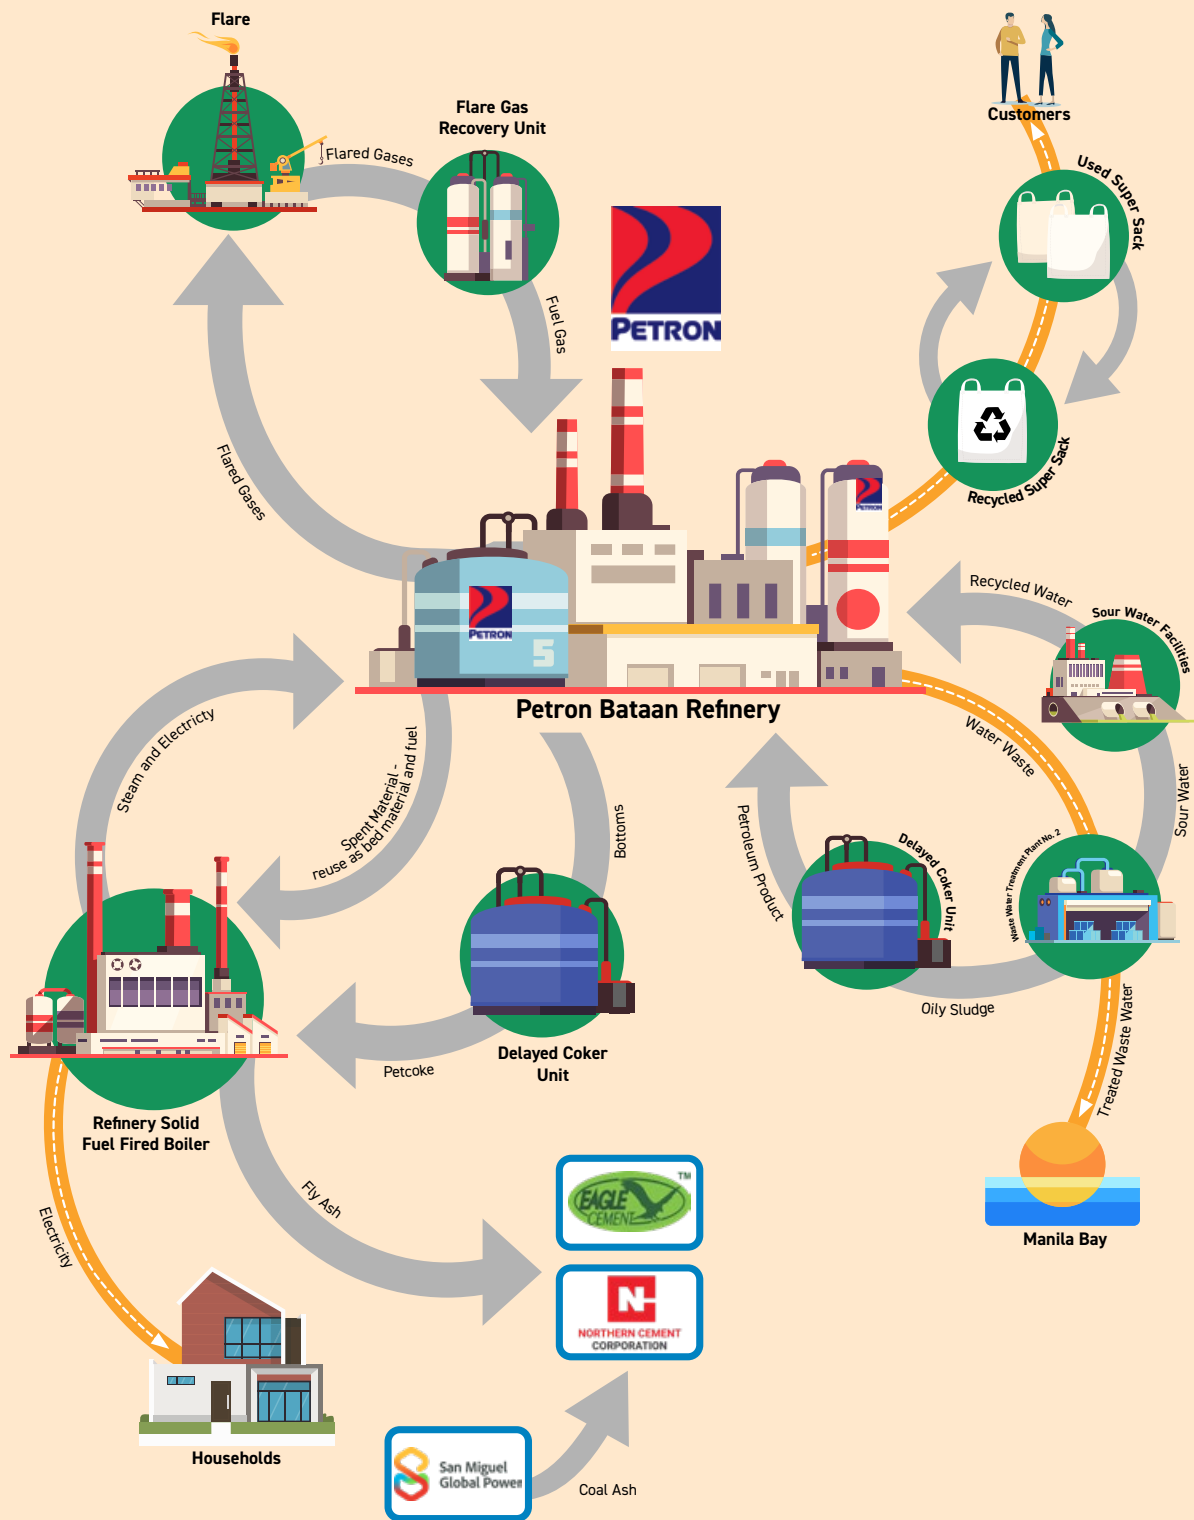 Flare
Customers
Flare Gas
Recovery Unit
Flared Gases
Used Super Sack
PETRON
Fuel Gas
Flared Gases
Recycled Super Sack
PETRON
PETRON
5
Recycled Water
Sour Water Facilities
Petron Bataan Refinery
Steam and Electricty
Spent Material -
reuse as bed material and fuel
Bottoms
Water Waste
Sour Water
Petroleum Product
Delayed Coker Unit
Waste Water Treatment Plant No. 2
Oily Sludge
Treated Waste Water
Petcoke
Delayed Coker
Unit
Refinery Solid
Fuel Fired Boiler
Fly Ash
Electricity
EAGLE
CEMENT
TM
Manila Bay
N
NORTHERN CEMENT
CORPORATION
Households
San Miguel
Global Power
Coal Ash